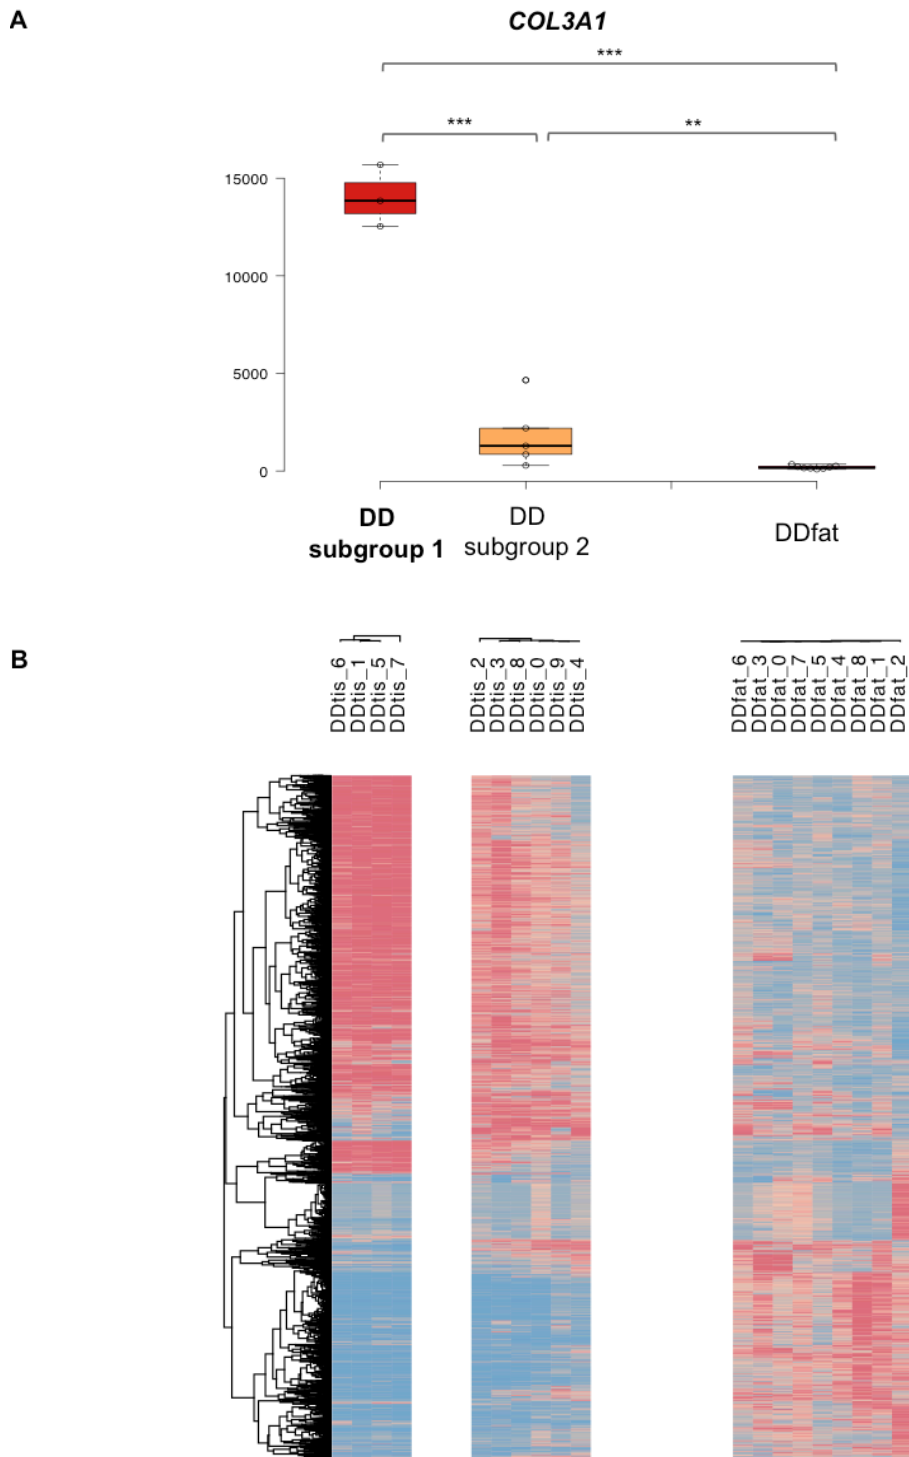 A
COL3A1
***
***
**
15000
10000
5000
0
DD
subgroup 1
DD
subgroup 2
DDfat
B
DDtis_6
DDtis_1
DDtis_5
DDtis_7
DDtis_2
DDtis_3
DDtis_8
DDtis_0
DDtis_9
DDtis_4
DDfat_6
DDfat_3
DDfat_0
DDfat_7
DDfat_5
DDfat_4
DDfat_8
DDfat_1
DDfat_2